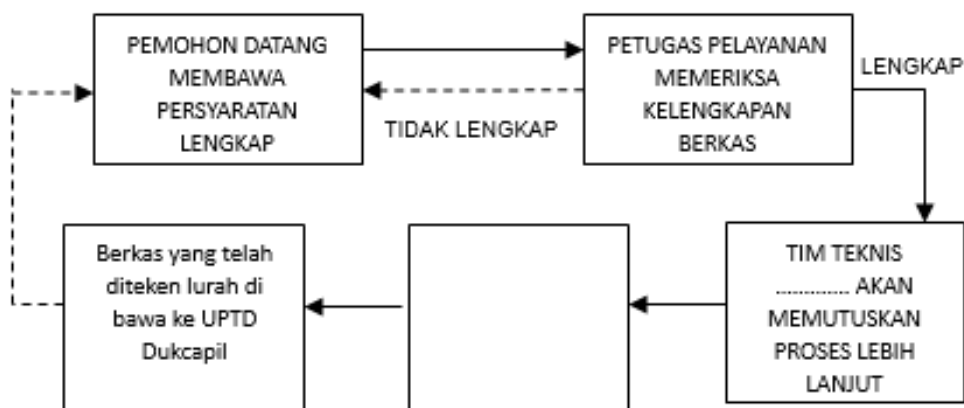 PEMOHON DATANG
MEMBAWA
PERSYARATAN
LENGKAP
TIDAK LENGKAP
PETUGAS PELAYANAN
MEMERIKSA
KELENGKAPAN
BERKAS
LENGKAP
TIM TEKNIS
.............. AKAN
MEMUTUSKAN
PROSES LEBIH
LANJUT
Berkas yang telah
diteken lurah di
bawa ke UPTD
Dukcapil